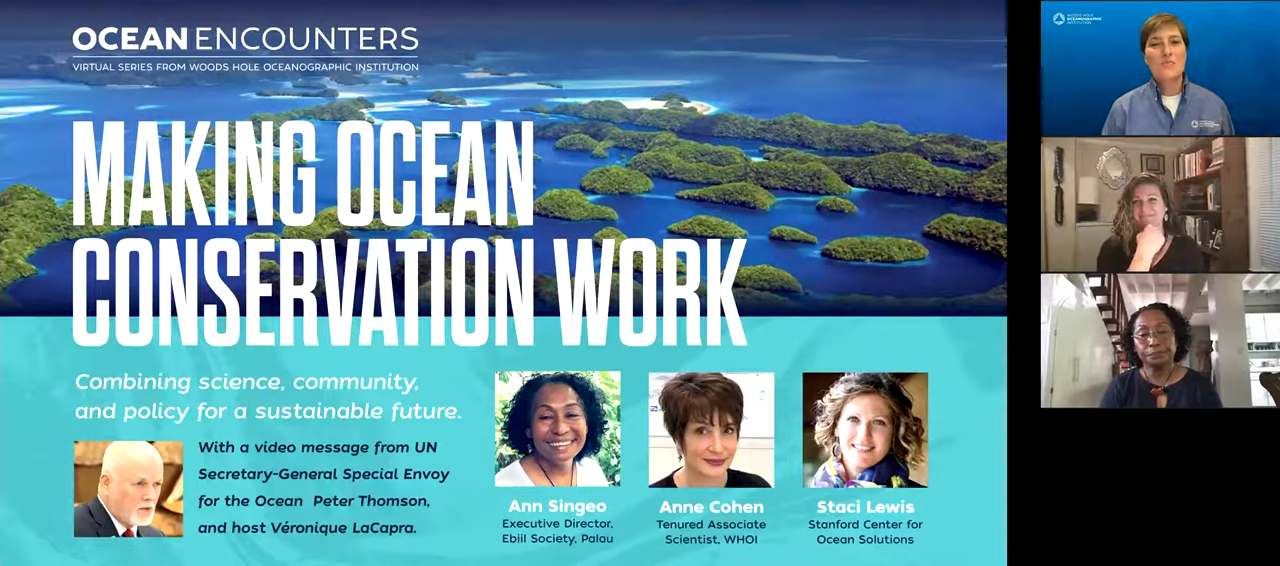 OCEAN ENCOUNTERS
VIRTUAL SERIES FROM WOODS HOLE OCEANOGRAPHIC INSTITUTION
MAKING OCEAN
CONSERVATION WORK
Combining science, community,
and policy for a sustainable future.
With a video message from UN
Secretary-General Special Envoy
for the Ocean Peter Thomson,
and host Véronique LaCapra.
Ann Singeo
Executive Director,
Ebiil Society, Palau
Anne Cohen
Tenured Associate
Scientist, WHOI
Staci Lewis
Stanford Center for
Ocean Solutions
WOODS HOLE
OCEANOGRAPHIC
INSTITUTION